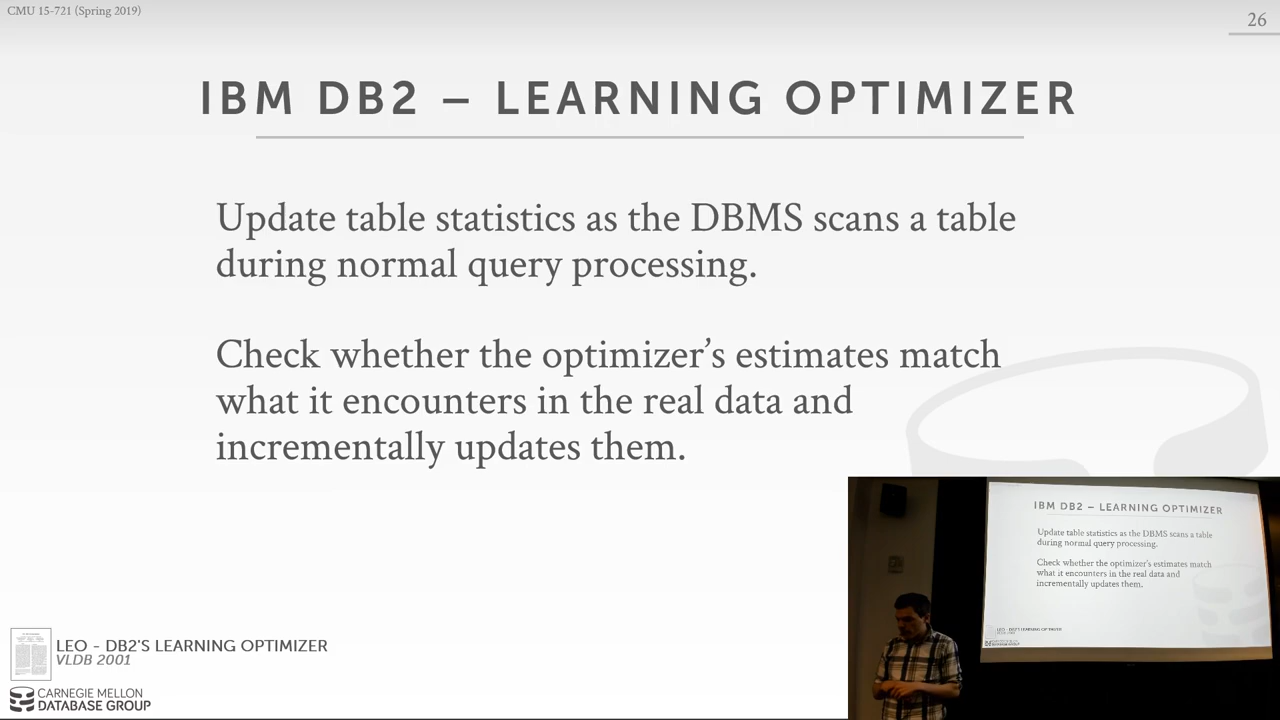 CMU 15-721 (Spring 2019)
26
IBM DB2 – LEARNING OPTIMIZER
Update table statistics as the DBMS scans a table
during normal query processing.
Check whether the optimizer’s estimates match
what it encounters in the real data and
incrementally updates them.
IBM DB2 – LEARNING OPTIMIZER
Update table statistics as the DBMS scans a table
during normal query processing.
Check whether the optimizer's estimates match
what it encounters in the real data and
incrementally updates them.
LEO - DB2'S LEARNING OPTIMIZER
LEO - DB2'S LEARNING OPTIMIZER
VLDB 2001
CARNEGIE MELLON
DATABASE GROUP